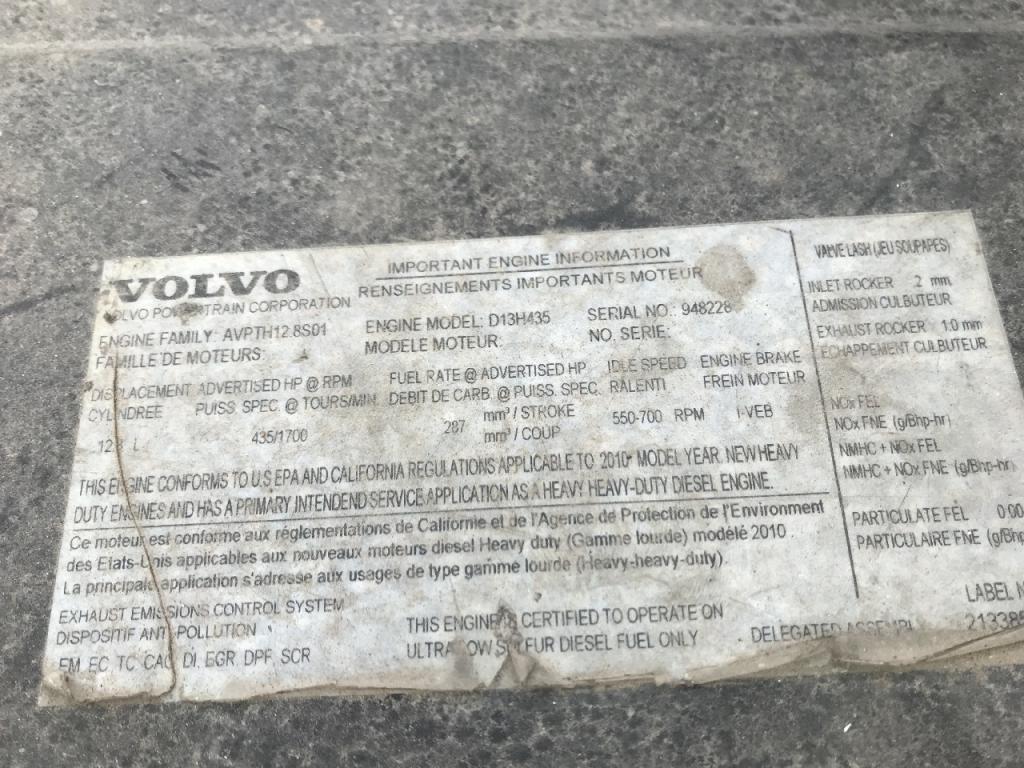 VOLVO
VOLVO POWERTRAIN CORPORATION
IMPORTANT ENGINE INFORMATION
RENSEIGNEMENTS IMPORTANTS MOTEUR
ENGINE FAMILY: AVPTH12.8S01
FAMILLE DE MOTEURS:
ENGINE MODEL: D13H435
MODELE MOTEUR:
SERIAL NO.: 948228
NO. SERIE:
DISPLACEMENT ADVERTISED HP @ RPM FUEL RATE @ ADVERTISED HP IDLE SPEED ENGINE BRAKE
CYLINDREE PUISS. SPEC. @ TOURS/MIN. DEBIT DE CARB. @ PUISS. SPEC. RALENTI FREIN MOTEUR
12.8 L 435/1700 287 mm³ / STROKE 550-700 RPM I-VEB
mm³ / COUP
THIS ENGINE CONFORMS TO U.S EPA AND CALIFORNIA REGULATIONS APPLICABLE TO 2010 MODEL YEAR. NEW HEAVY
DUTY ENGINES AND HAS A PRIMARY INTENDEND SERVICE APPLICATION AS A HEAVY HEAVY-DUTY DIESEL ENGINE.
Ce moteur est conforme aux réglementations de Californie et de l'Agence de Protection de l'Environment
des Etats-Unis applicables aux nouveaux moteurs diesel Heavy duty (Gamme lourde) modélé 2010
La principale application s'adresse aux usages de type gamme lourde (Heavy-heavy-duty).
EXHAUST EMISSIONS CONTROL SYSTEM
DISPOSITIF ANTI-POLLUTION
EM, EC, TC, CAC, DI, EGR, DPF, SCR
THIS ENGINE IS CERTIFIED TO OPERATE ON
ULTRA LOW SULFUR DIESEL FUEL ONLY
DELEGATED ASSEMBLY
VALVE LASH (JEU SOUPAPES)
INLET ROCKER 2 mm
ADMISSION CULBUTEUR
EXHAUST ROCKER 1.0 mm
ECHAPPEMENT CULBUTEUR
NOx FEL
NOx FNE (g/Bhp-hr)
NMHC + NOx FEL
NMHC + NOx FNE (g/Bhp-hr)
PARTICULATE FEL 0.00
PARTICULAIRE FNE (g/Bhp
LABEL N
213389